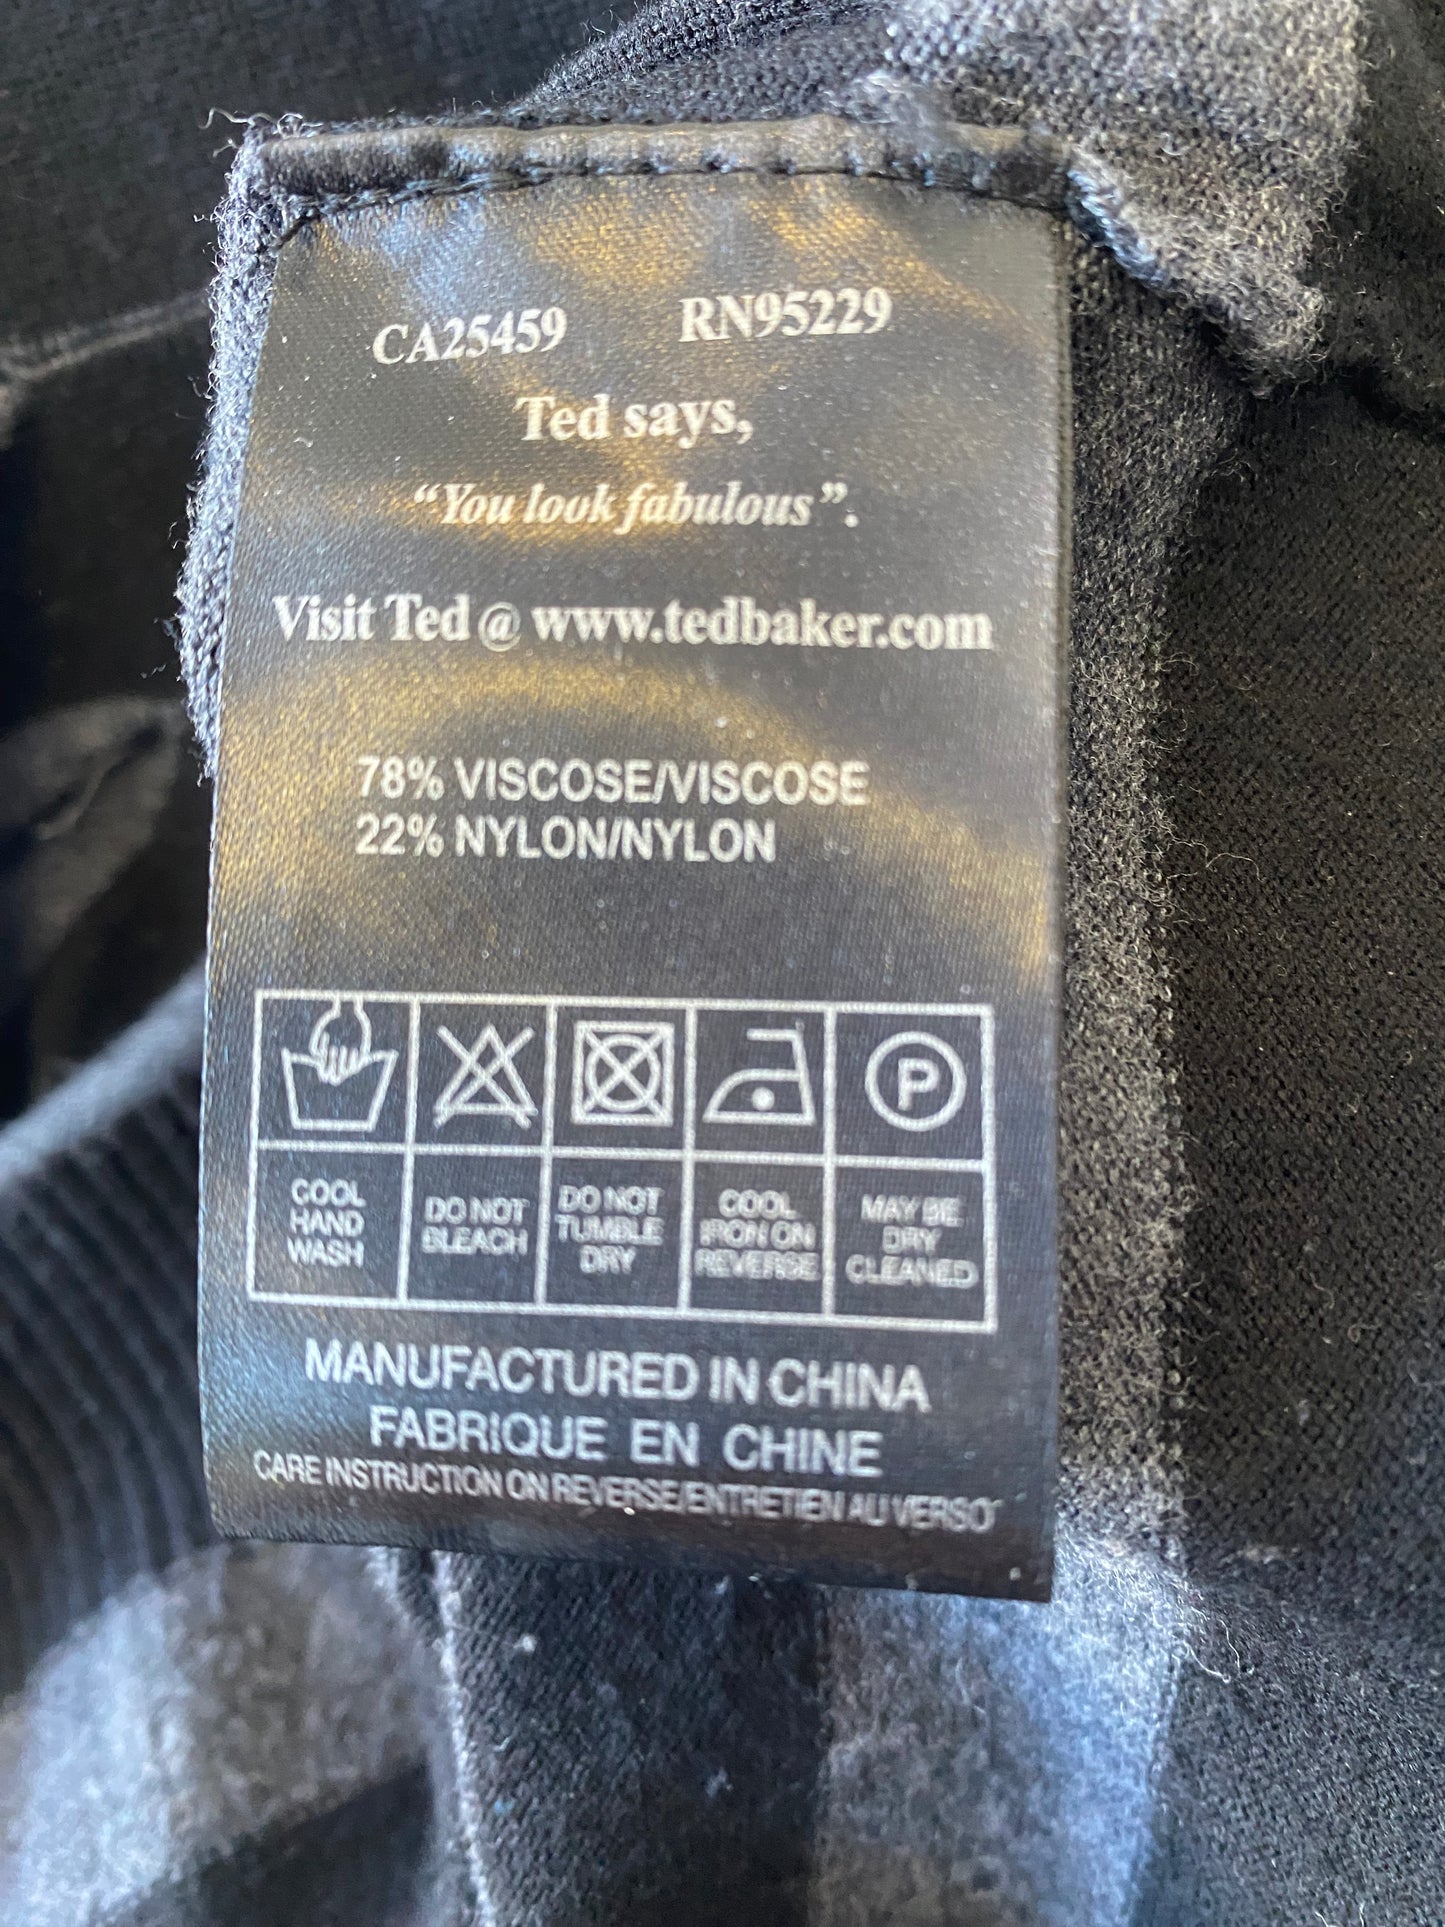 CA25459 RN95229
Ted says,
“You look fabulous”.
Visit Ted @ www.tedbaker.com
78% VISCOSE/VISCOSE
22% NYLON/NYLON
P
COOL
HAND
WASH
DO NOT
BLEACH
DO NOT
TUMBLE
DRY
COOL
IRON ON
REVERSE
MAY BE
DRY
CLEANED
MANUFACTURED IN CHINA
FABRIQUE EN CHINE
CARE INSTRUCTION ON REVERSE/ENTRETIEN AU VERSO